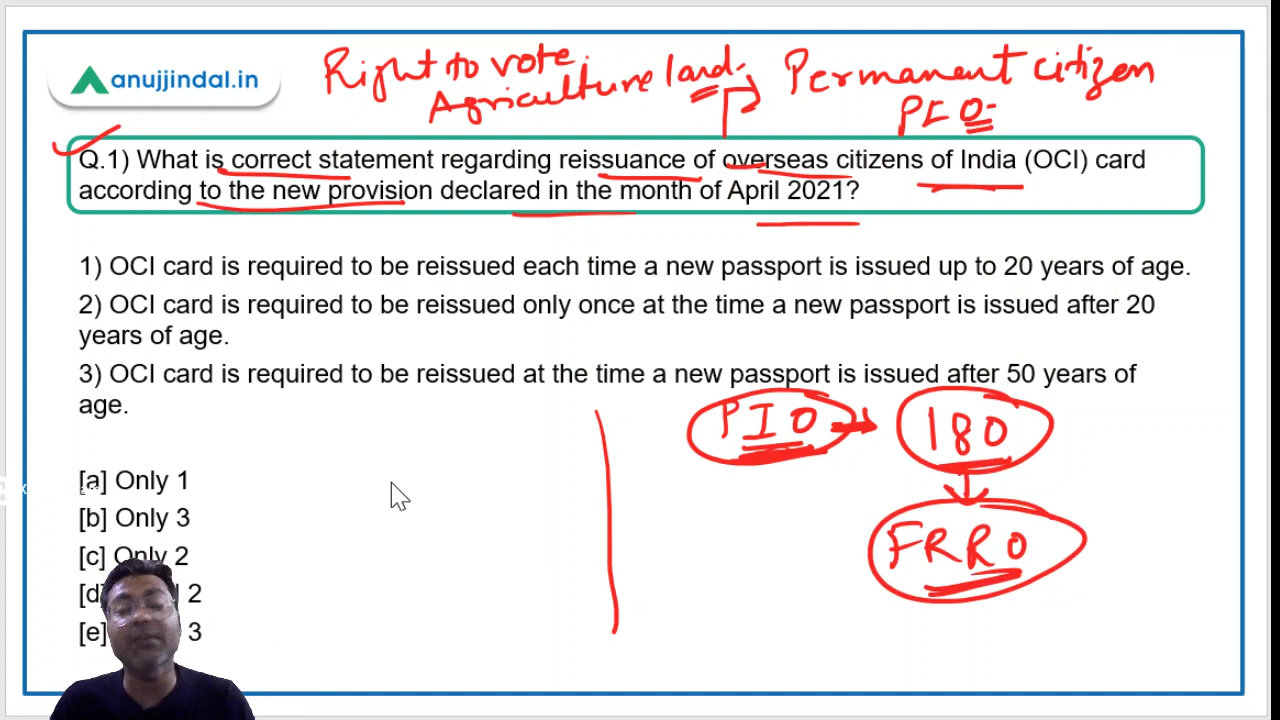 anujjindal.in
Right to vote.
Agriculture land.
Permanent citizen
PIO
Q.1) What is correct statement regarding reissuance of overseas citizens of India (OCI) card
according to the new provision declared in the month of April 2021?
1) OCI card is required to be reissued each time a new passport is issued up to 20 years of age.
2) OCI card is required to be reissued only once at the time a new passport is issued after 20
years of age.
3) OCI card is required to be reissued at the time a new passport is issued after 50 years of
age.
PIO
180
FRRO
[a] Only 1
[b] Only 3
[c] Only 2
[d] 2
[e] 3